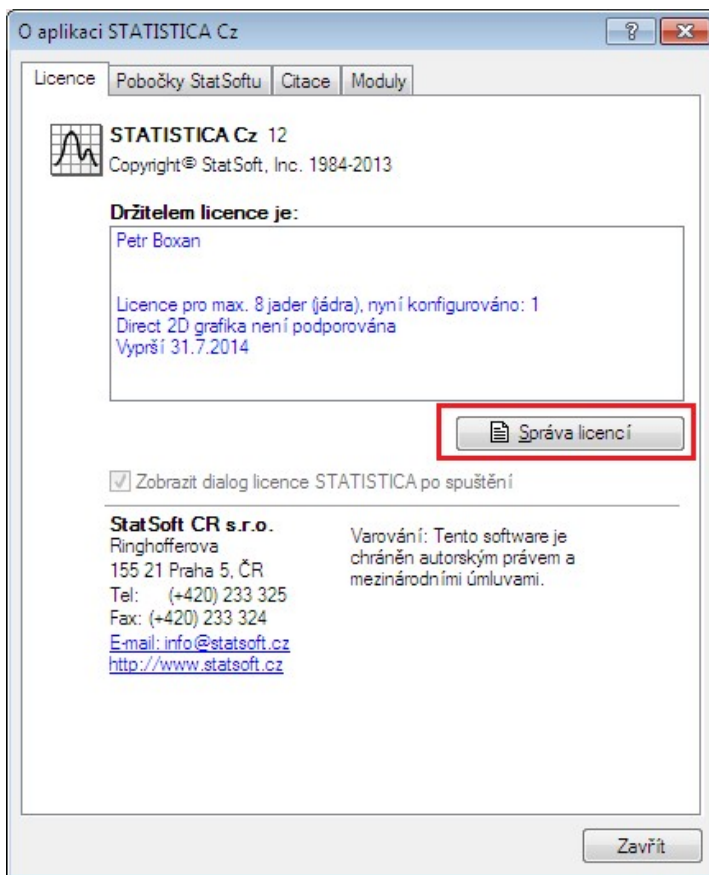 O aplikaci STATISTICA Cz
Licence Pobočky StatSoftu Citace Moduly
STATISTICA Cz 12
Copyright© StatSoft, Inc. 1984-2013
Držitelem licence je:
Petr Boxan
Licence pro max. 8 jader (jádra), nyní konfigurováno: 1
Direct 2D grafika není podporována
Vyprší 31.7.2014
Správa licencí
Zobrazit dialog licence STATISTICA po spuštění
StatSoft CR s.r.o.
Ringhofferova
155 21 Praha 5, ČR
Tel: (+420) 233 325
Fax: (+420) 233 324
E-mail: info@statsoft.cz
http://www.statsoft.cz
Varování: Tento software je
chráněn autorským právem a
mezinárodními úmluvami.
Zavřít